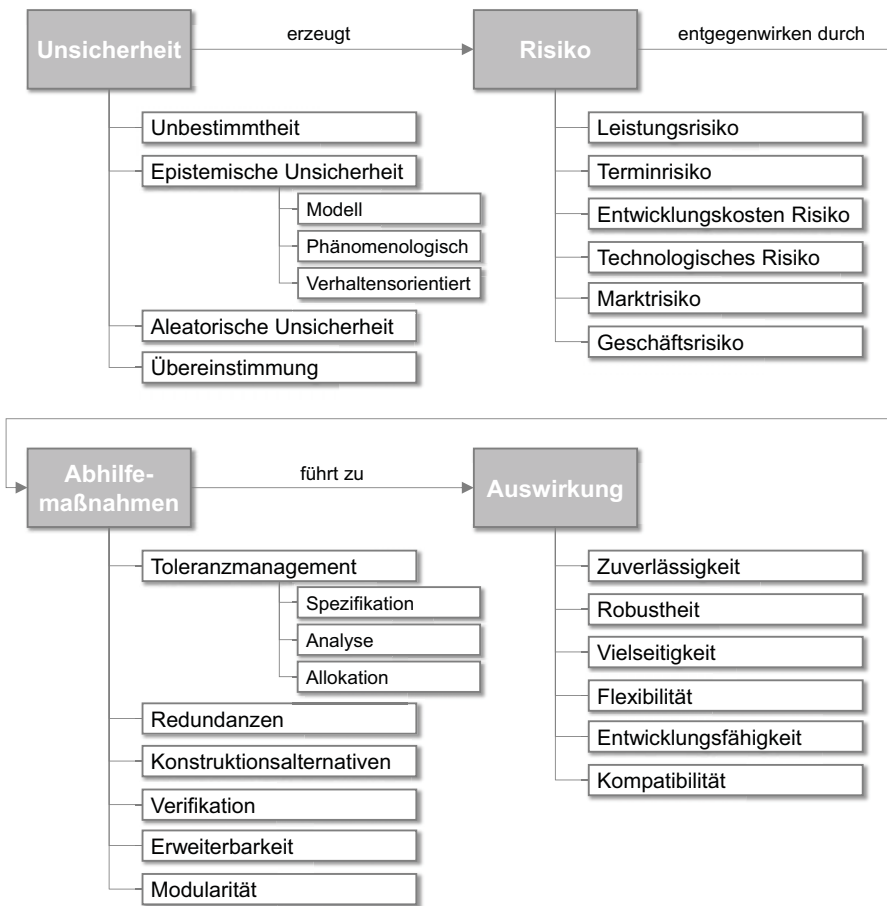 Unsicherheit
erzeugt
Risiko
entgegenwirken durch
Unbestimmtheit
Epistemische Unsicherheit
Modell
Phänomenologisch
Verhaltensorientiert
Aleatorische Unsicherheit
Übereinstimmung
Leistungsrisiko
Terminrisiko
Entwicklungskosten Risiko
Technologisches Risiko
Marktrisiko
Geschäftsrisiko
Abhilfe-
maßnahmen
führt zu
Auswirkung
Toleranzmanagement
Spezifikation
Analyse
Allokation
Redundanzen
Konstruktionsalternativen
Verifikation
Erweiterbarkeit
Modularität
Zuverlässigkeit
Robustheit
Vielseitigkeit
Flexibilität
Entwicklungsfähigkeit
Kompatibilität